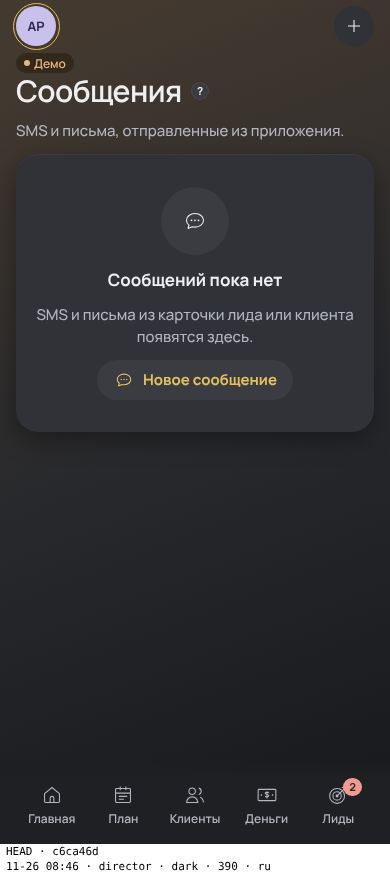 AP
Демо
Сообщения ?
SMS и письма, отправленные из приложения.
Сообщений пока нет
SMS и письма из карточки лида или клиента
появятся здесь.
Новое сообщение
2
Главная План Клиенты Деньги Лиды
HEAD · c6ca46d
11-26 08:46 · director · dark · 390 · ru